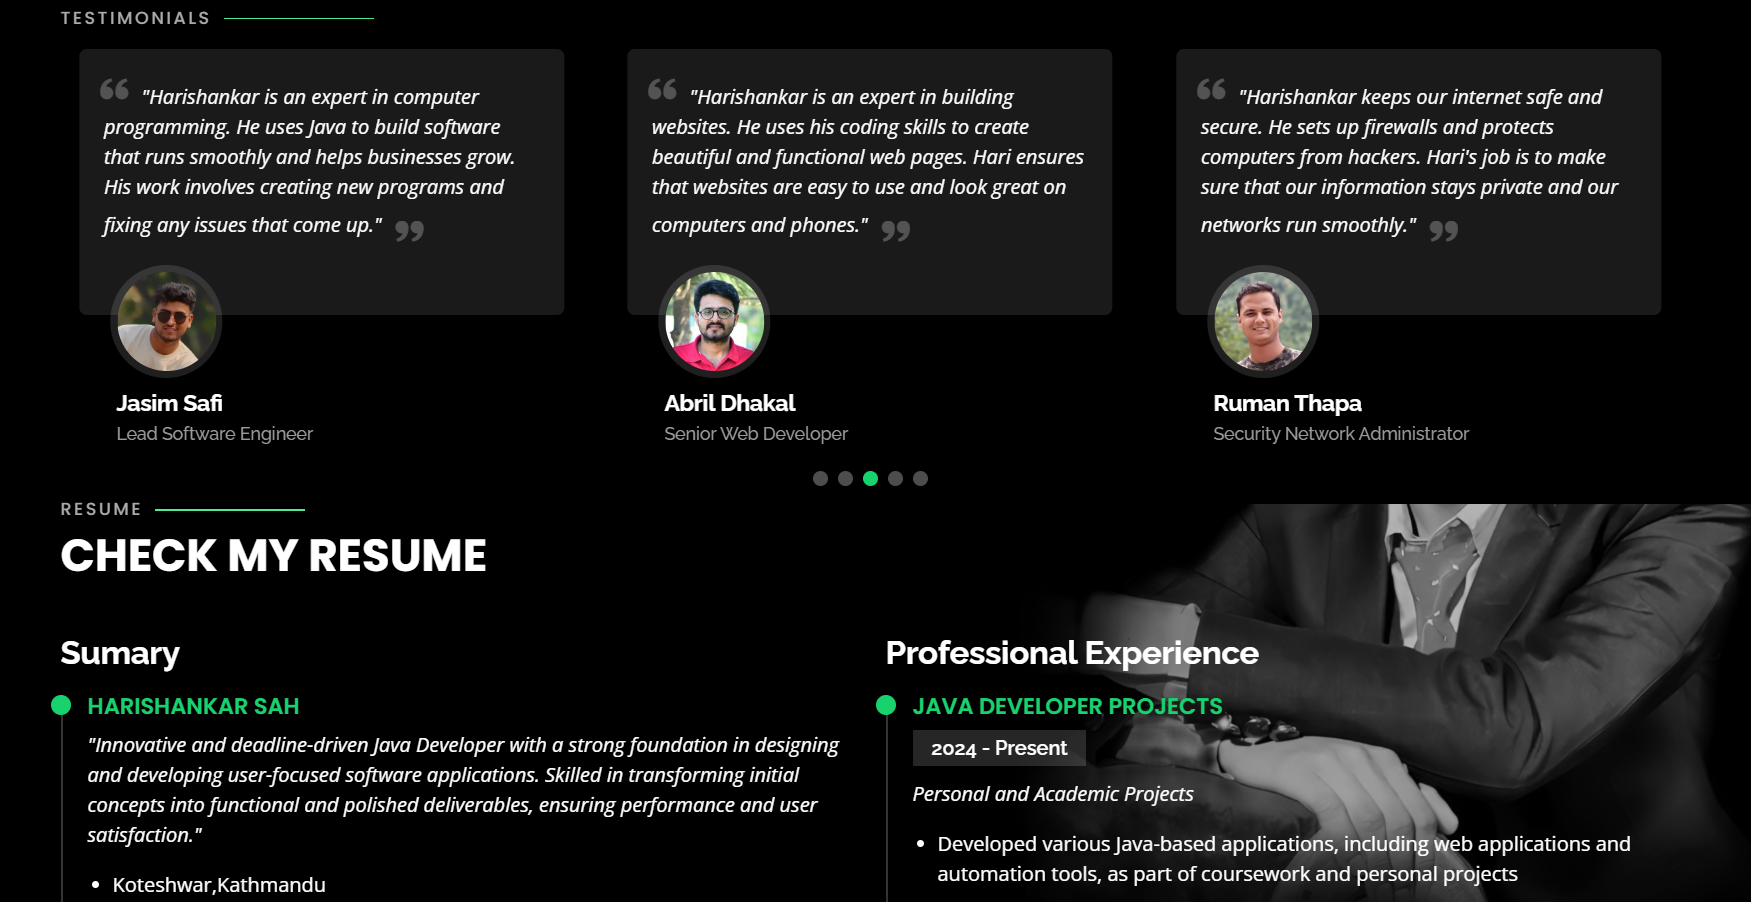 TESTIMONIALS
"Harishankar is an expert in computer
programming. He uses Java to build software
that runs smoothly and helps businesses grow.
His work involves creating new programs and
fixing any issues that come up."
Jasim Safi
Lead Software Engineer
"Harishankar is an expert in building
websites. He uses his coding skills to create
beautiful and functional web pages. Hari ensures
that websites are easy to use and look great on
computers and phones."
Abril Dhakal
Senior Web Developer
"Harishankar keeps our internet safe and
secure. He sets up firewalls and protects
computers from hackers. Hari's job is to make
sure that our information stays private and our
networks run smoothly."
Ruman Thapa
Security Network Administrator
RESUME
CHECK MY RESUME
Sumary
HARISHANKAR SAH
"Innovative and deadline-driven Java Developer with a strong foundation in designing
and developing user-focused software applications. Skilled in transforming initial
concepts into functional and polished deliverables, ensuring performance and user
satisfaction."
• Koteshwar,Kathmandu
Professional Experience
JAVA DEVELOPER PROJECTS
2024 - Present
Personal and Academic Projects
• Developed various Java-based applications, including web applications and
automation tools, as part of coursework and personal projects